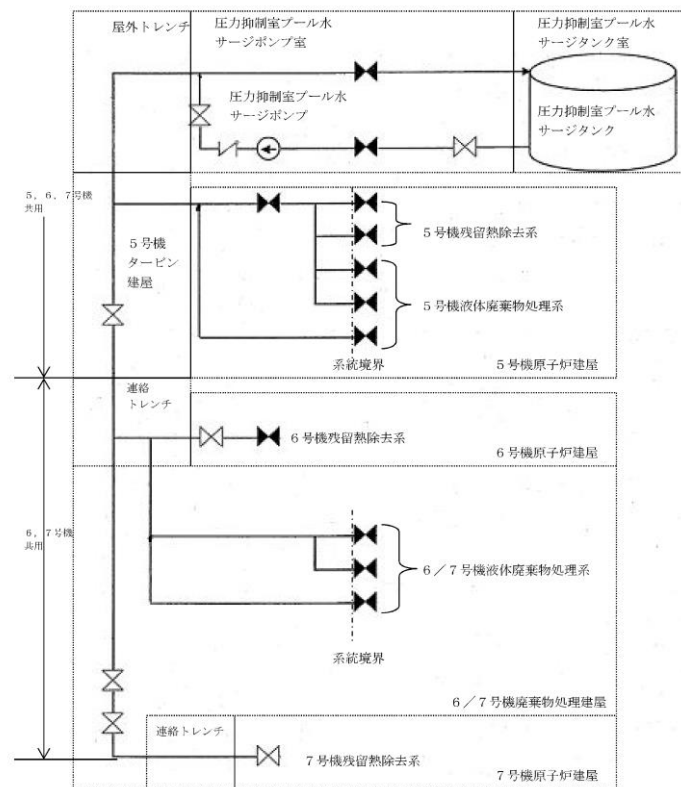 屋外トレンチ
圧力抑制室プール水
サージポンプ室
圧力抑制室プール水
サージタンク室
圧力抑制室プール水
サージポンプ
圧力抑制室プール水
サージタンク
5,6,7号機
共用
5号機
タービン
建屋
5号機残留熱除去系
5号機液体廃棄物処理系
系統境界
5号機原子炉建屋
連絡
トレンチ
6号機残留熱除去系
6号機原子炉建屋
6,7号機
共用
6/7号機液体廃棄物処理系
系統境界
6/7号機廃棄物処理建屋
連絡トレンチ
7号機残留熱除去系
7号機原子炉建屋